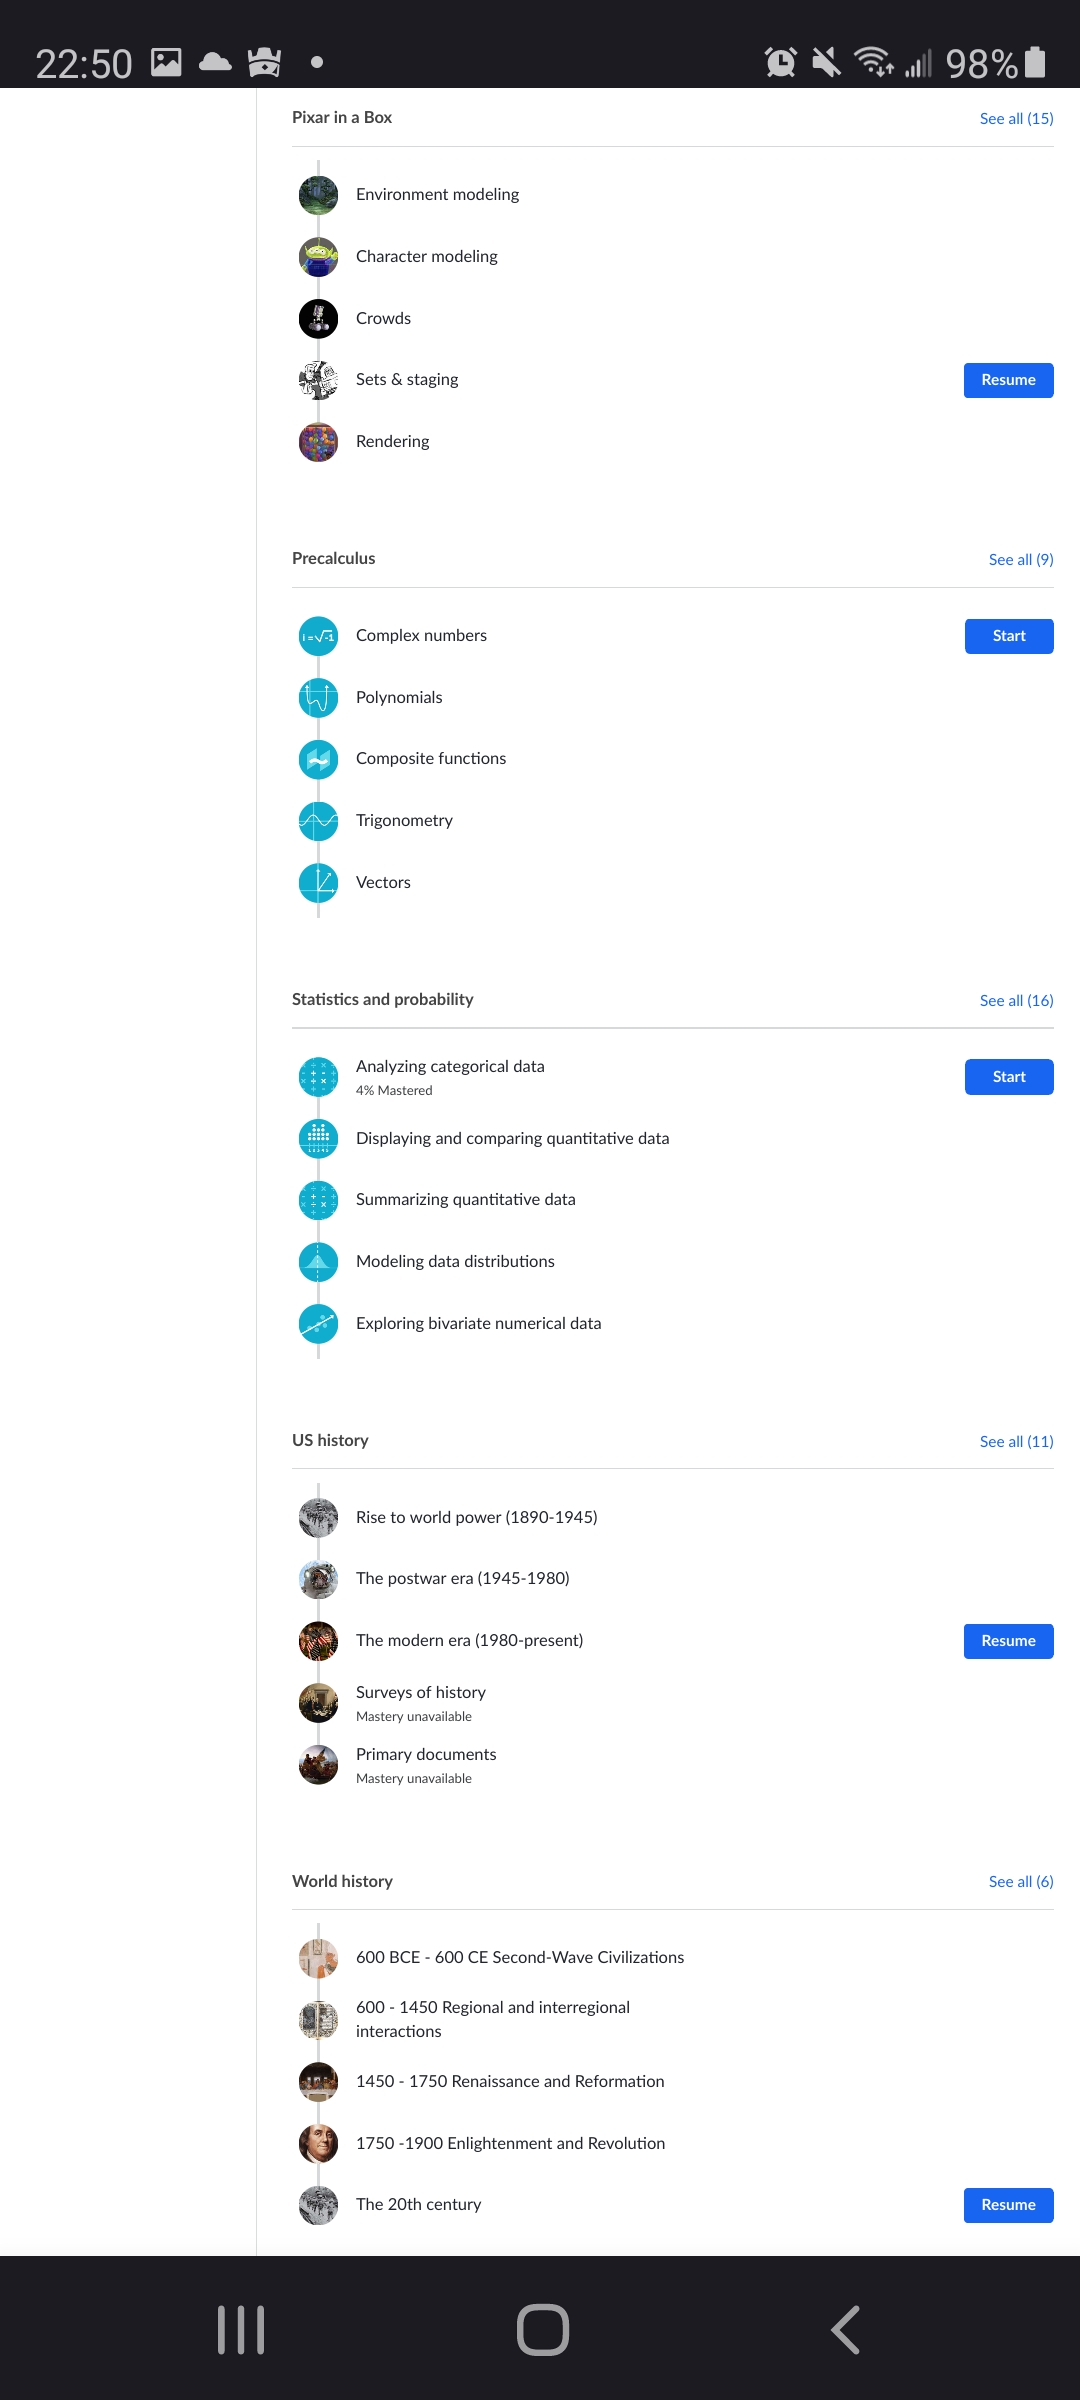 22:50
98%
Pixar in a Box
See all (15)
Environment modeling
Character modeling
Crowds
Sets & staging
Resume
Rendering
Precalculus
See all (9)
i = √-1
Complex numbers
Start
Polynomials
Composite functions
Trigonometry
Vectors
Statistics and probability
See all (16)
Analyzing categorical data
4% Mastered
Start
Displaying and comparing quantitative data
Summarizing quantitative data
Modeling data distributions
Exploring bivariate numerical data
US history
See all (11)
Rise to world power (1890-1945)
The postwar era (1945-1980)
The modern era (1980-present)
Resume
Surveys of history
Mastery unavailable
Primary documents
Mastery unavailable
World history
See all (6)
600 BCE - 600 CE Second-Wave Civilizations
600 - 1450 Regional and interregional
interactions
1450 - 1750 Renaissance and Reformation
1750 -1900 Enlightenment and Revolution
The 20th century
Resume